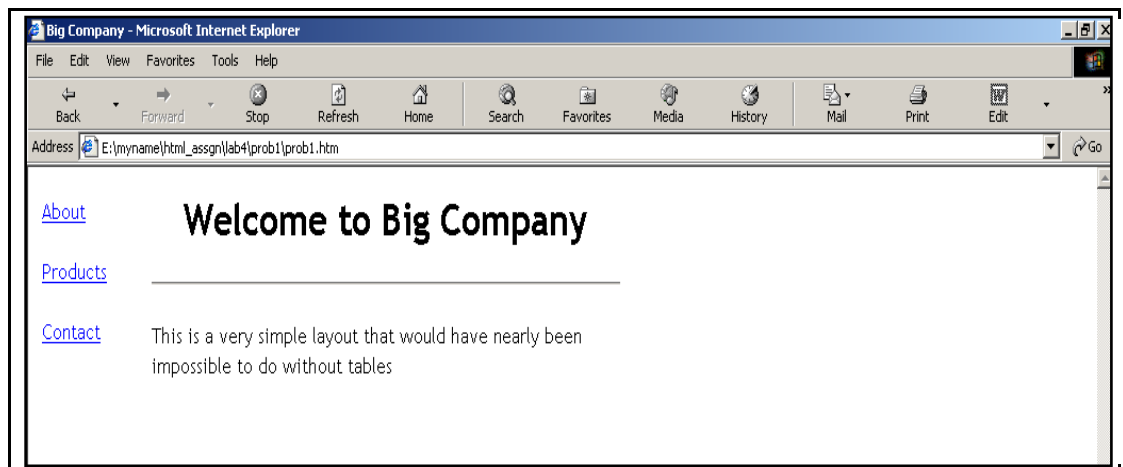 Big Company - Microsoft Internet Explorer
File Edit View Favorites Tools Help
Back Forward Stop Refresh Home Search Favorites Media History Mail Print Edit »
Address E:\myname\html_assgn\lab4\prob1\prob1.htm Go
About
Welcome to Big Company
Products
Contact
This is a very simple layout that would have nearly been
impossible to do without tables